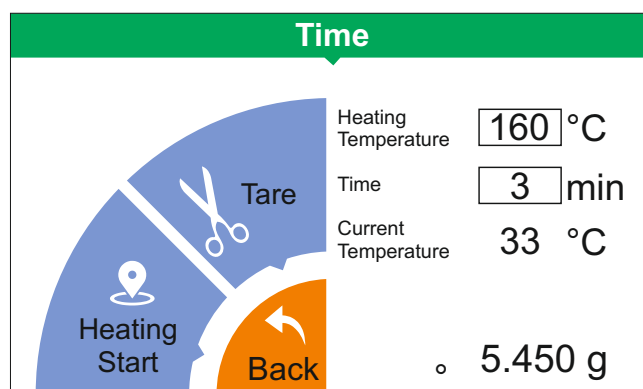 Time
Heating
Temperature
160 °C
Time
3 min
Current
Temperature
33 °C
Tare
Heating
Start
Back
5.450 g